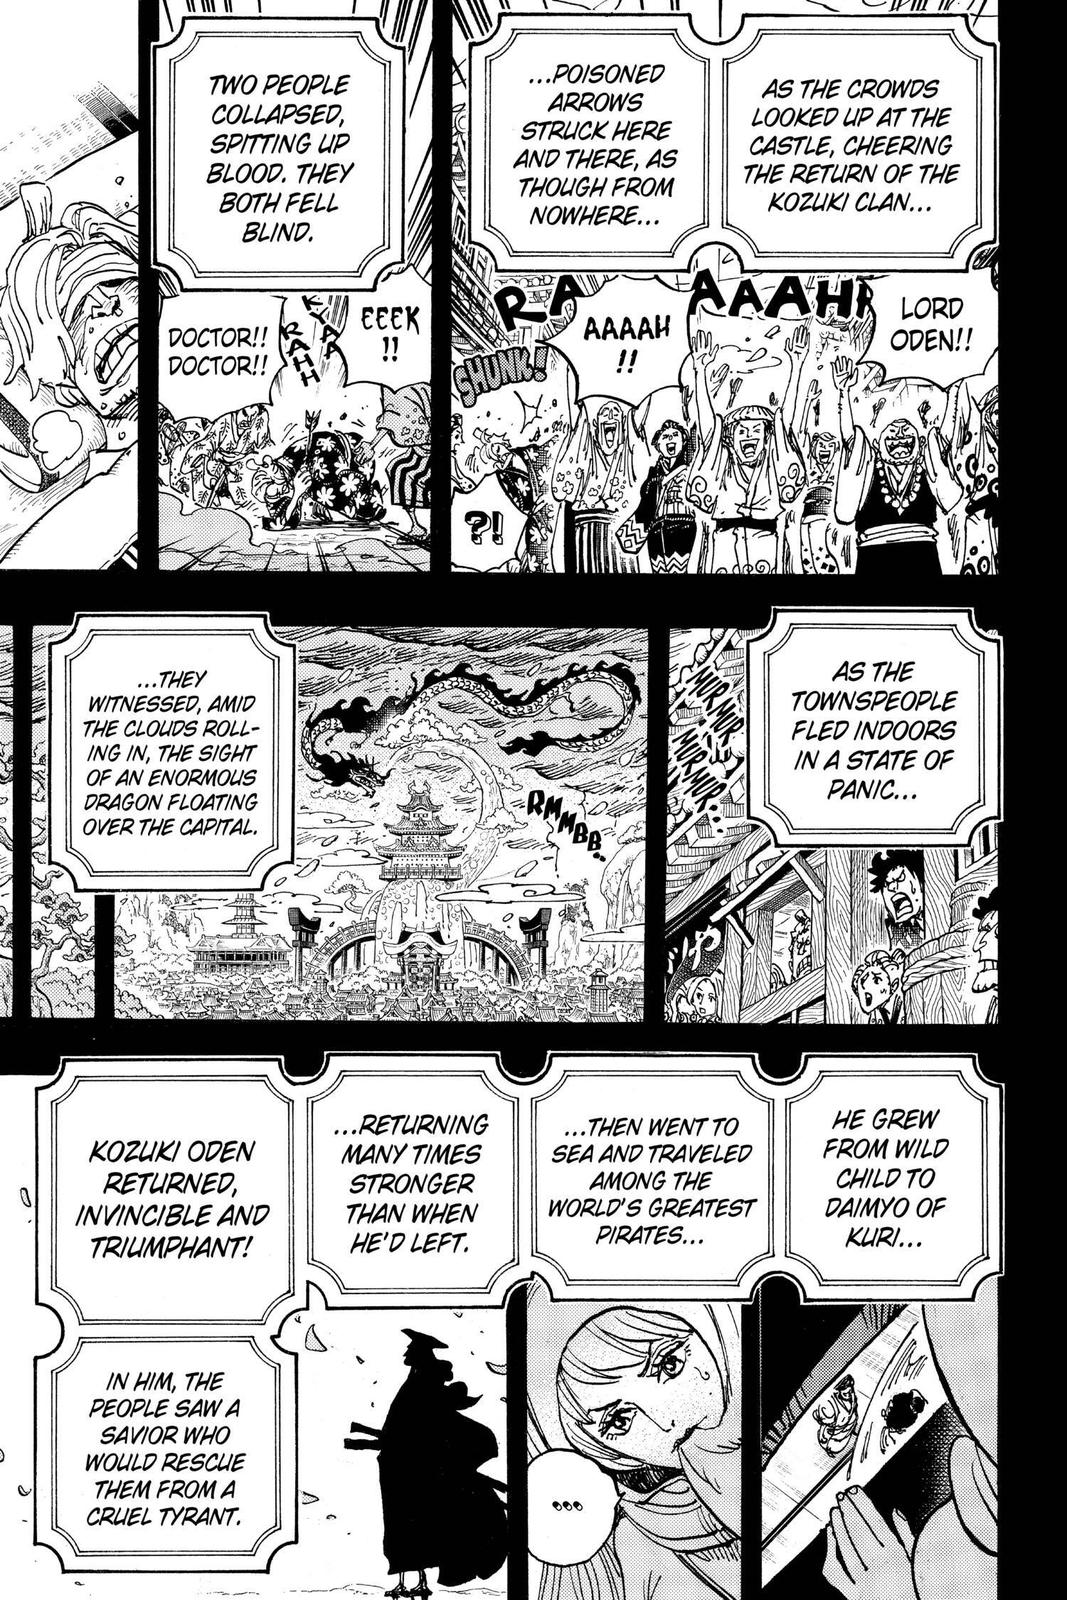 AS THE CROWDS
LOOKED UP AT THE
CASTLE, CHEERING
THE RETURN OF THE
KOZUKI CLAN...
...POISONED
ARROWS
STRUCK HERE
AND THERE, AS
THOUGH FROM
NOWHERE...
LORD
ODEN!!
RA AAAHH
AAAAH
!!
SHUNK!
?!
TWO PEOPLE
COLLAPSED,
SPITTING UP
BLOOD. THEY
BOTH FELL
BLIND.
EEEK
!!
KYAA
RAHH
DOCTOR!!
DOCTOR!!
AS THE
TOWNSPEOPLE
FLED INDOORS
IN A STATE OF
PANIC...
MUR MUR
MUR MUR...
...THEY
WITNESSED, AMID
THE CLOUDS ROLL-
ING IN, THE SIGHT
OF AN ENORMOUS
DRAGON FLOATING
OVER THE CAPITAL.
RMMBB...
HE GREW
FROM WILD
CHILD TO
DAIMYO OF
KURI...
...THEN WENT TO
SEA AND TRAVELED
AMONG THE
WORLD'S GREATEST
PIRATES...
...RETURNING
MANY TIMES
STRONGER
THAN WHEN
HE'D LEFT.
KOZUKI ODEN
RETURNED,
INVINCIBLE AND
TRIUMPHANT!
...
IN HIM, THE
PEOPLE SAW A
SAVIOR WHO
WOULD RESCUE
THEM FROM A
CRUEL TYRANT.